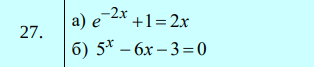 27. а) e^{-2x} + 1 = 2x
б) 5^x − 6x − 3 = 0